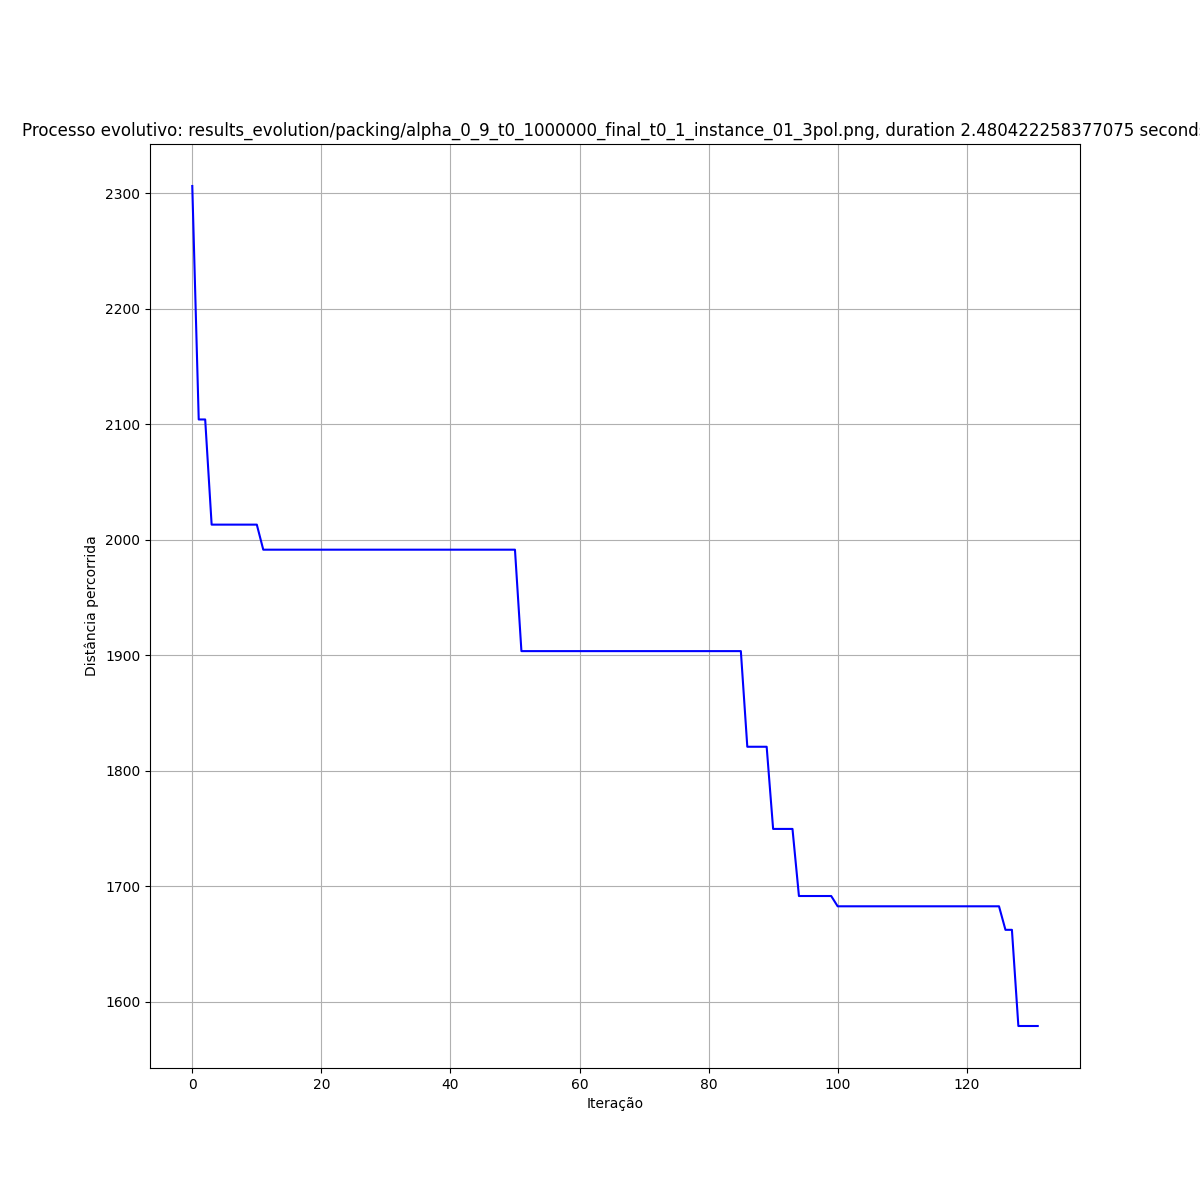 Processo evolutivo: results_evolution/packing/alpha_0_9_t0_1000000_final_t0_1_instance_01_3pol.png, duration 2.480422258377075 second
2300
2200
2100
2000
1900
1800
1700
1600
Distância percorrida
0 20 40 60 80 100 120
Iteração